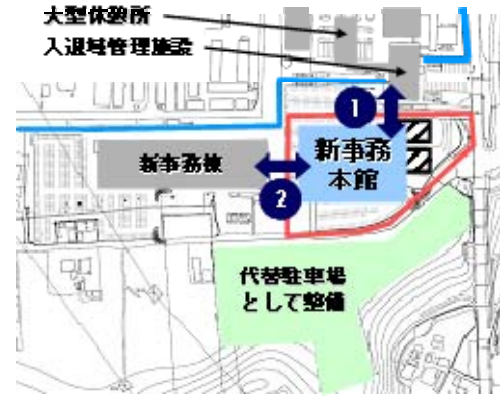 大型休憩所
入退域管理施設
1
新事務棟
新事務
本館
2
代替駐車場
として整備